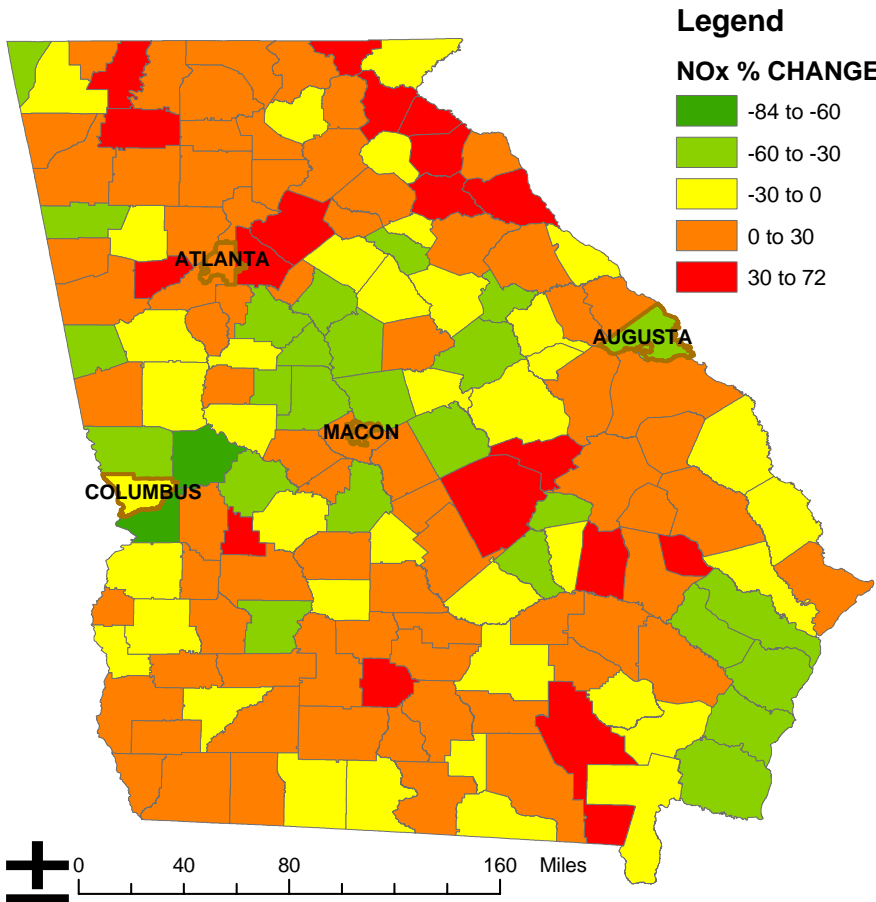 Legend
NOx % CHANGE
-84 to -60
-60 to -30
-30 to 0
0 to 30
30 to 72
ATLANTA
AUGUSTA
MACON
COLUMBUS
0 40 80 160 Miles